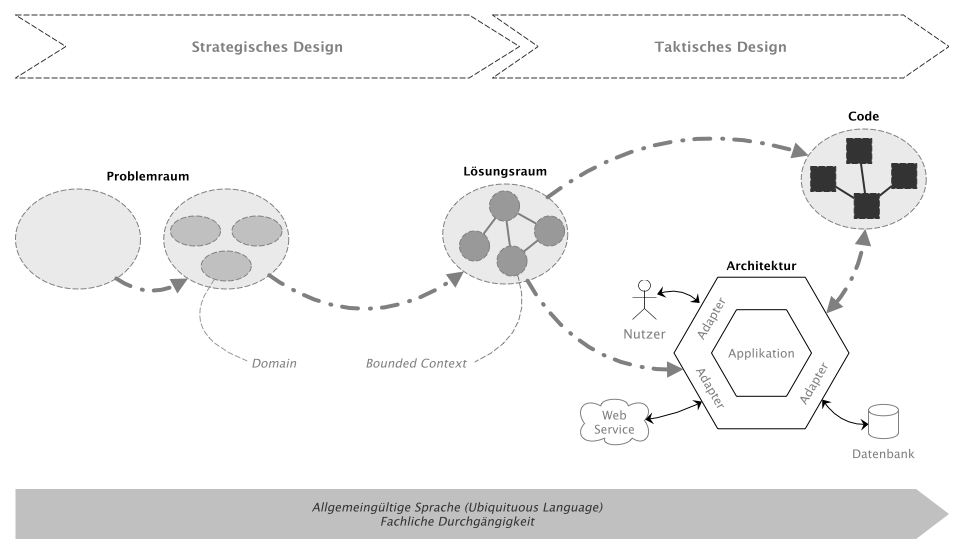 Strategisches Design
Taktisches Design
Code
Problemraum
Lösungsraum
Architektur
Nutzer
Adapter
Applikation
Adapter
Adapter
Domain
Bounded Context
Web
Service
Datenbank
Allgemeingültige Sprache (Ubiquituous Language)
Fachliche Durchgängigkeit